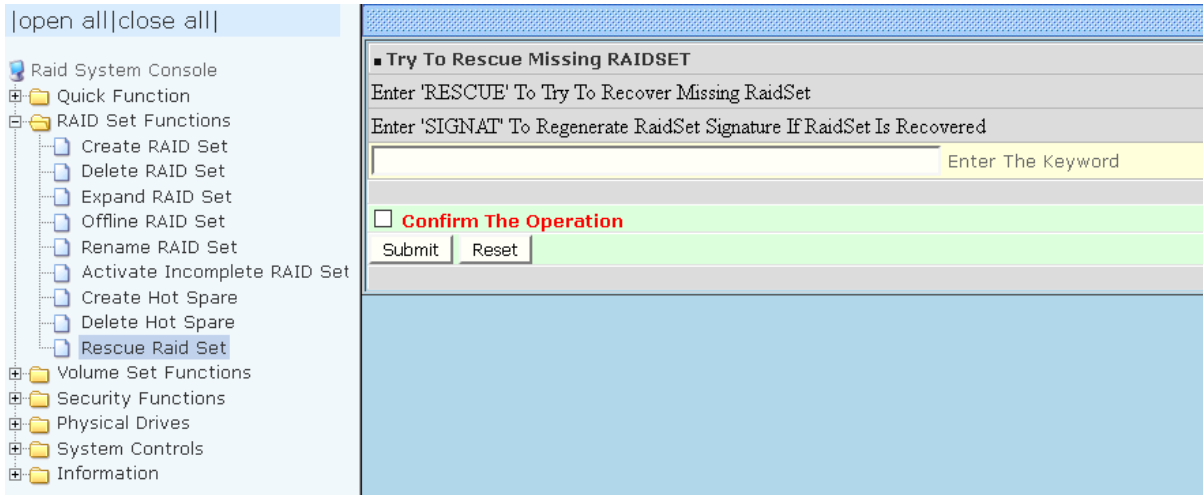 |open all|close all|
Raid System Console
Quick Function
RAID Set Functions
Create RAID Set
Delete RAID Set
Expand RAID Set
Offline RAID Set
Rename RAID Set
Activate Incomplete RAID Set
Create Hot Spare
Delete Hot Spare
Rescue Raid Set
Volume Set Functions
Security Functions
Physical Drives
System Controls
Information
Try To Rescue Missing RAIDSET
Enter 'RESCUE' To Try To Recover Missing RaidSet
Enter 'SIGNAT' To Regenerate RaidSet Signature If RaidSet Is Recovered
Enter The Keyword
Confirm The Operation
Submit Reset